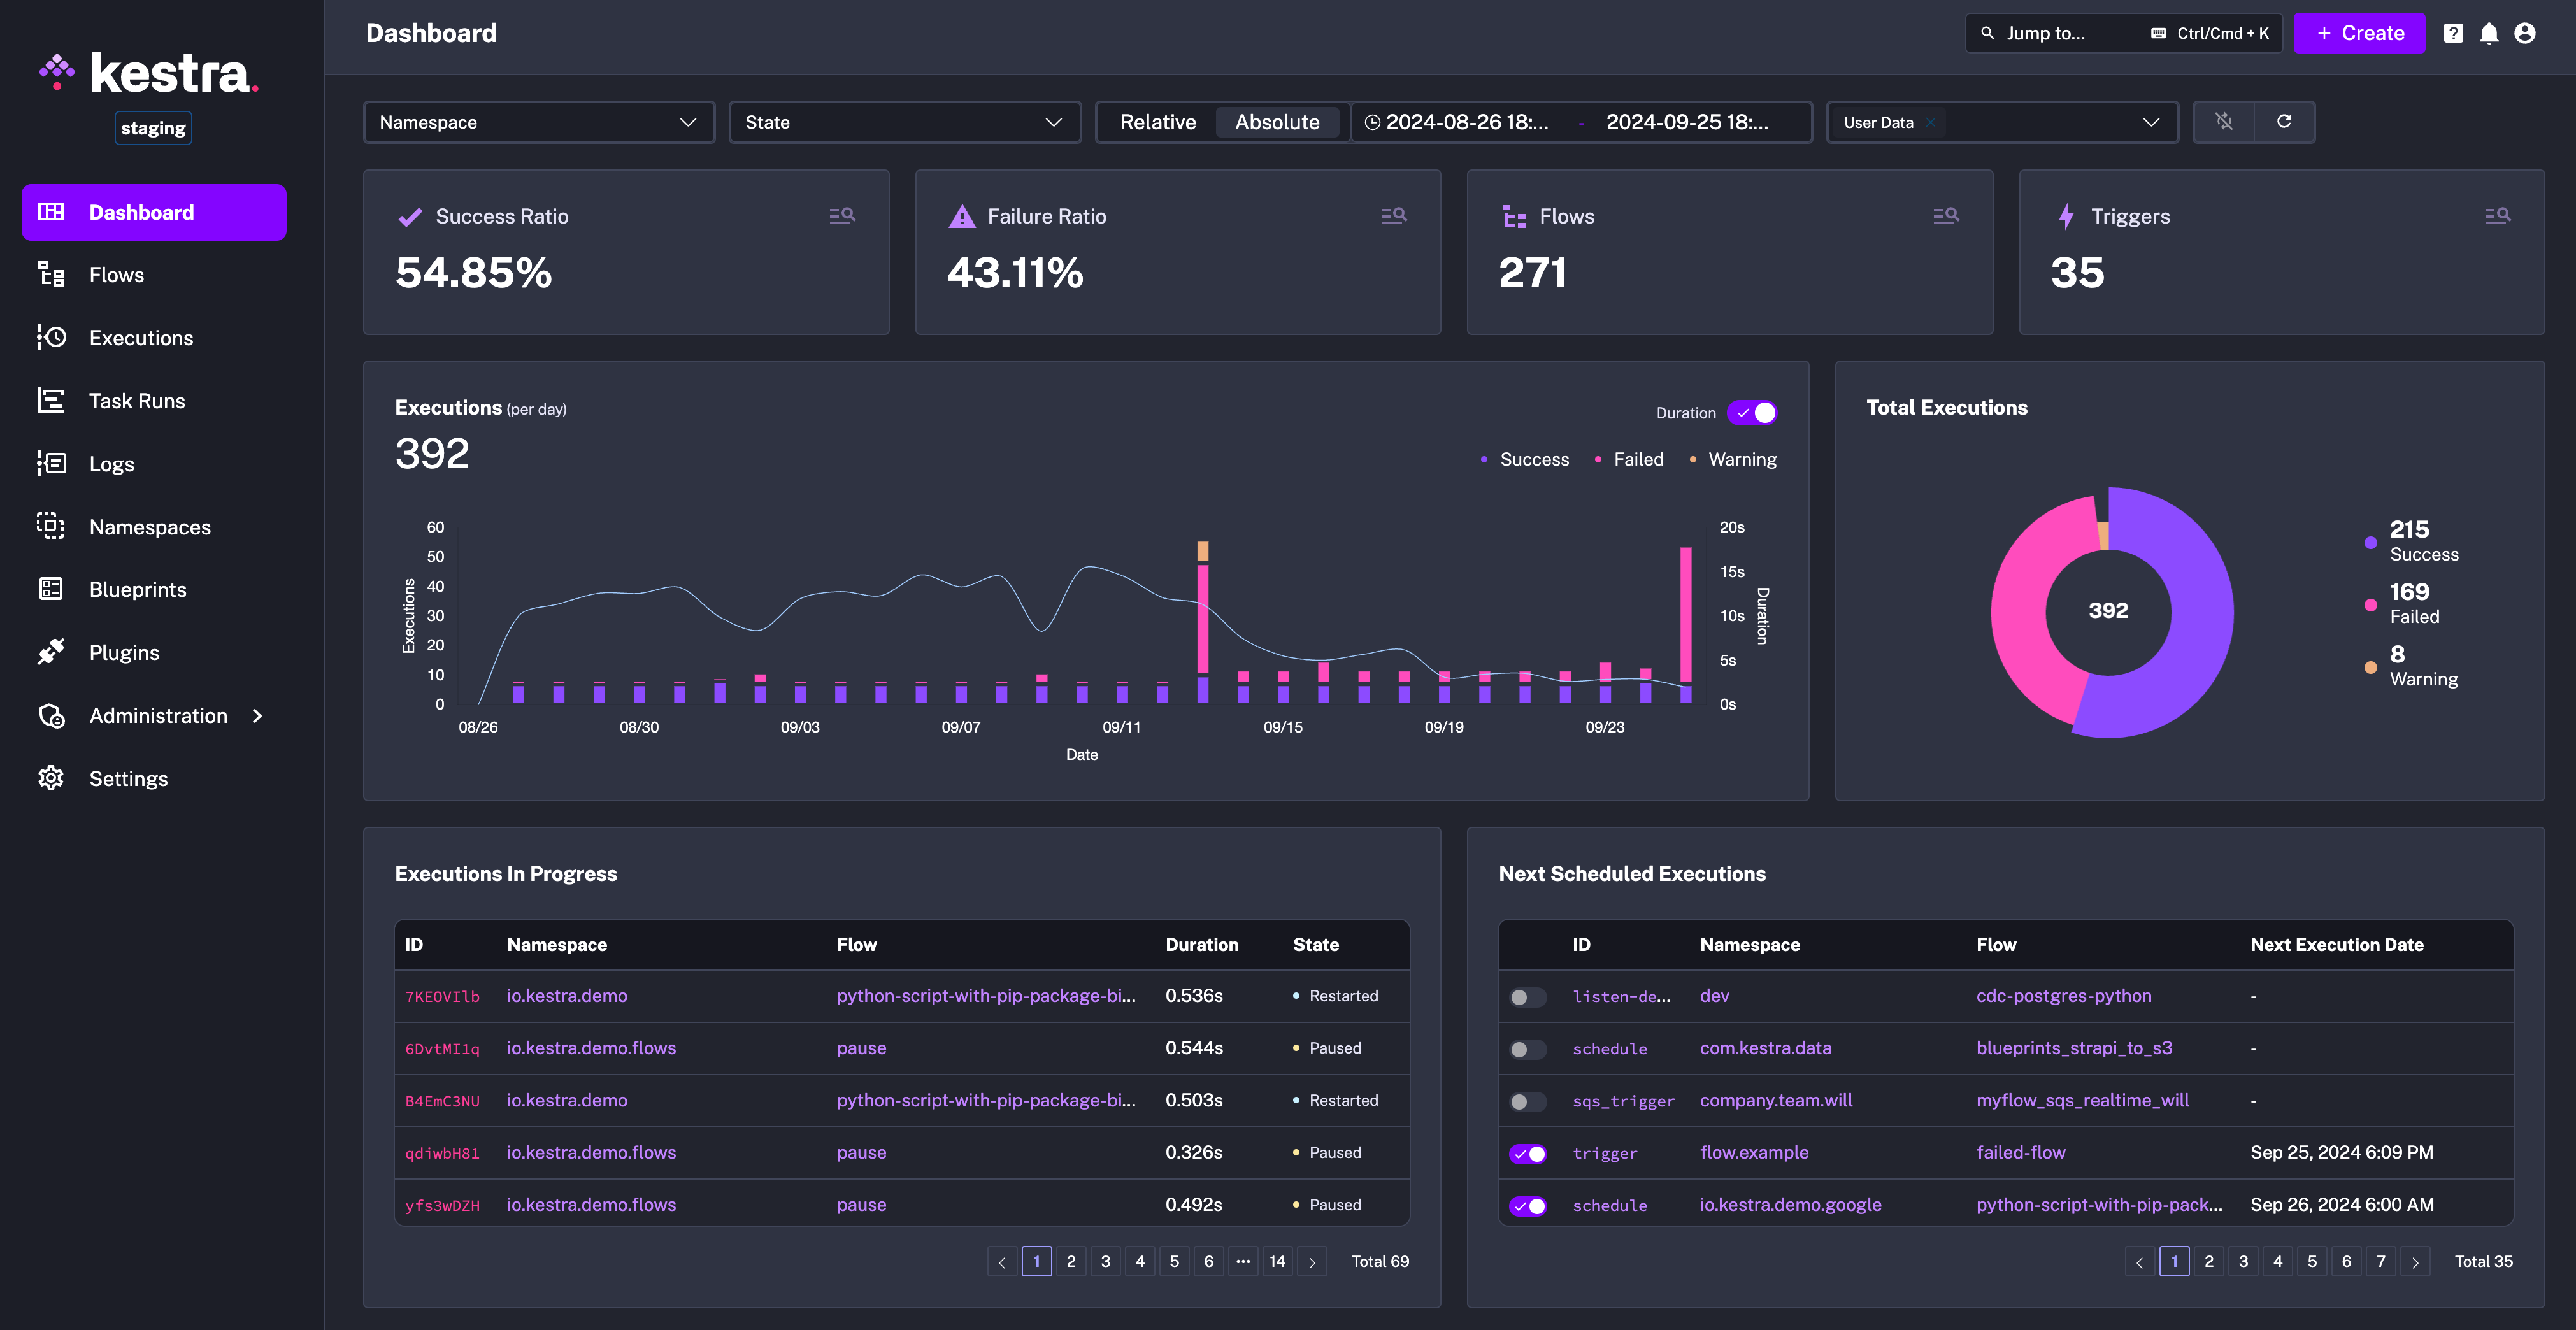 kestra.
staging
Dashboard
Flows
Executions
Task Runs
Logs
Namespaces
Blueprints
Plugins
Administration
Settings
Dashboard
Jump to...
Ctrl/Cmd + K
+ Create
Namespace
State
Relative
Absolute
2024-08-26 18:... - 2024-09-25 18:...
User Data
Success Ratio
54.85%
Failure Ratio
43.11%
Flows
271
Triggers
35
Executions (per day)
392
Duration
Success Failed Warning
Executions
60
50
40
30
20
10
0
20s
15s
10s
5s
0s
Duration
08/26 08/30 09/03 09/07 09/11 09/15 09/19 09/23
Date
Total Executions
392
215
Success
169
Failed
8
Warning
Executions In Progress
ID Namespace Flow Duration State
7KEOVIlb io.kestra.demo python-script-with-pip-package-bi... 0.536s Restarted
6DvtMI1q io.kestra.demo.flows pause 0.544s Paused
B4EmC3NU io.kestra.demo python-script-with-pip-package-bi... 0.503s Restarted
qdiwbH81 io.kestra.demo.flows pause 0.326s Paused
yfs3wDZH io.kestra.demo.flows pause 0.492s Paused
1 2 3 4 5 6 ... 14 Total 69
Next Scheduled Executions
ID Namespace Flow Next Execution Date
listen-de... dev cdc-postgres-python -
schedule com.kestra.data blueprints_strapi_to_s3 -
sqs_trigger company.team.will myflow_sqs_realtime_will -
trigger flow.example failed-flow Sep 25, 2024 6:09 PM
schedule io.kestra.demo.google python-script-with-pip-pack... Sep 26, 2024 6:00 AM
1 2 3 4 5 6 7 Total 35